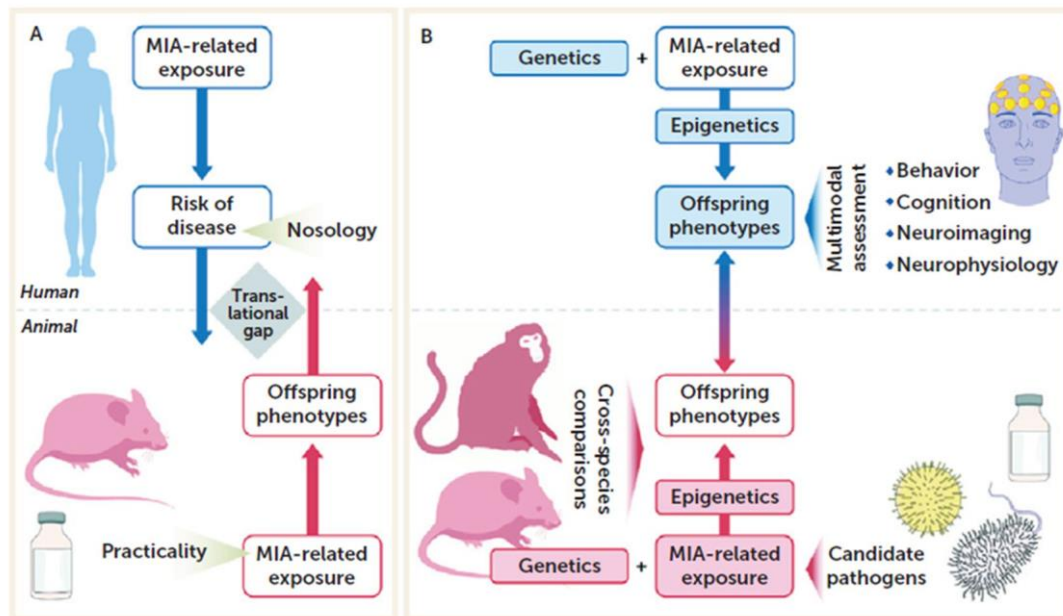 A
MIA-related
exposure
Risk of
disease
Nosology
Trans-
lational
gap
Human
Animal
Offspring
phenotypes
Practicality
MIA-related
exposure
B
Genetics
+
MIA-related
exposure
Epigenetics
Offspring
phenotypes
Multimodal
assessment
Behavior
Cognition
Neuroimaging
Neurophysiology
Cross-species
comparisons
Offspring
phenotypes
Epigenetics
Genetics
+
MIA-related
exposure
Candidate
pathogens